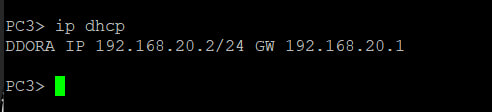 PC3> ip dhcp
DDORA IP 192.168.20.2/24 GW 192.168.20.1
PC3>